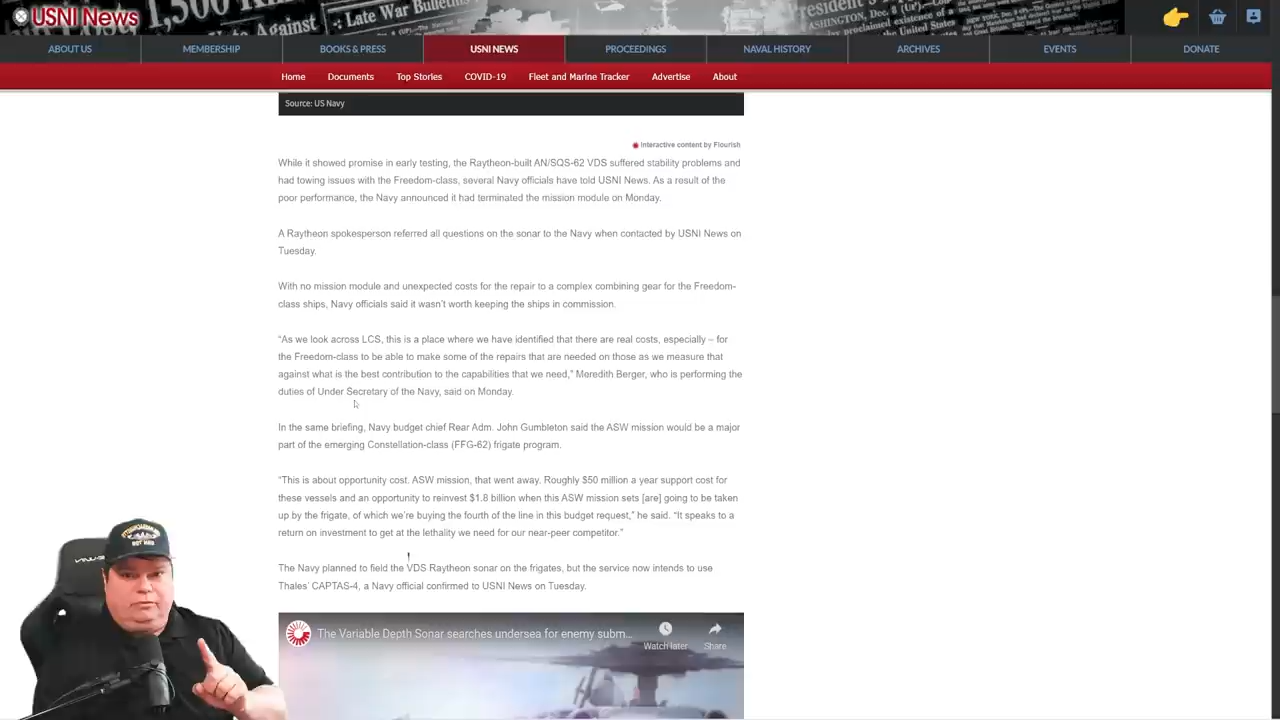 USNI News
ABOUT US
MEMBERSHIP
BOOKS & PRESS
USNI NEWS
PROCEEDINGS
NAVAL HISTORY
ARCHIVES
EVENTS
DONATE
Home
Documents
Top Stories
COVID-19
Fleet and Marine Tracker
Advertise
About
Source: US Navy
Interactive content by Flourish
While it showed promise in early testing, the Raytheon-built AN/SQS-62 VDS suffered stability problems and
had towing issues with the Freedom-class, several Navy officials have told USNI News. As a result of the
poor performance, the Navy announced it had terminated the mission module on Monday.
A Raytheon spokesperson referred all questions on the sonar to the Navy when contacted by USNI News on
Tuesday.
With no mission module and unexpected costs for the repair to a complex combining gear for the Freedom-
class ships, Navy officials said it wasn't worth keeping the ships in commission.
“As we look across LCS, this is a place where we have identified that there are real costs, especially – for
the Freedom-class to be able to make some of the repairs that are needed on those as we measure that
against what is the best contribution to the capabilities that we need,” Meredith Berger, who is performing the
duties of Under Secretary of the Navy, said on Monday.
In the same briefing, Navy budget chief Rear Adm. John Gumbleton said the ASW mission would be a major
part of the emerging Constellation-class (FFG-62) frigate program.
“This is about opportunity cost. ASW mission, that went away. Roughly $50 million a year support cost for
these vessels and an opportunity to reinvest $1.8 billion when this ASW mission sets [are] going to be taken
up by the frigate, of which we're buying the fourth of the line in this budget request,” he said. “It speaks to a
return on investment to get at the lethality we need for our near-peer competitor.”
The Navy planned to field the VDS Raytheon sonar on the frigates, but the service now intends to use
Thales' CAPTAS-4, a Navy official confirmed to USNI News on Tuesday.
The Variable Depth Sonar searches undersea for enemy subm...
Watch later
Share